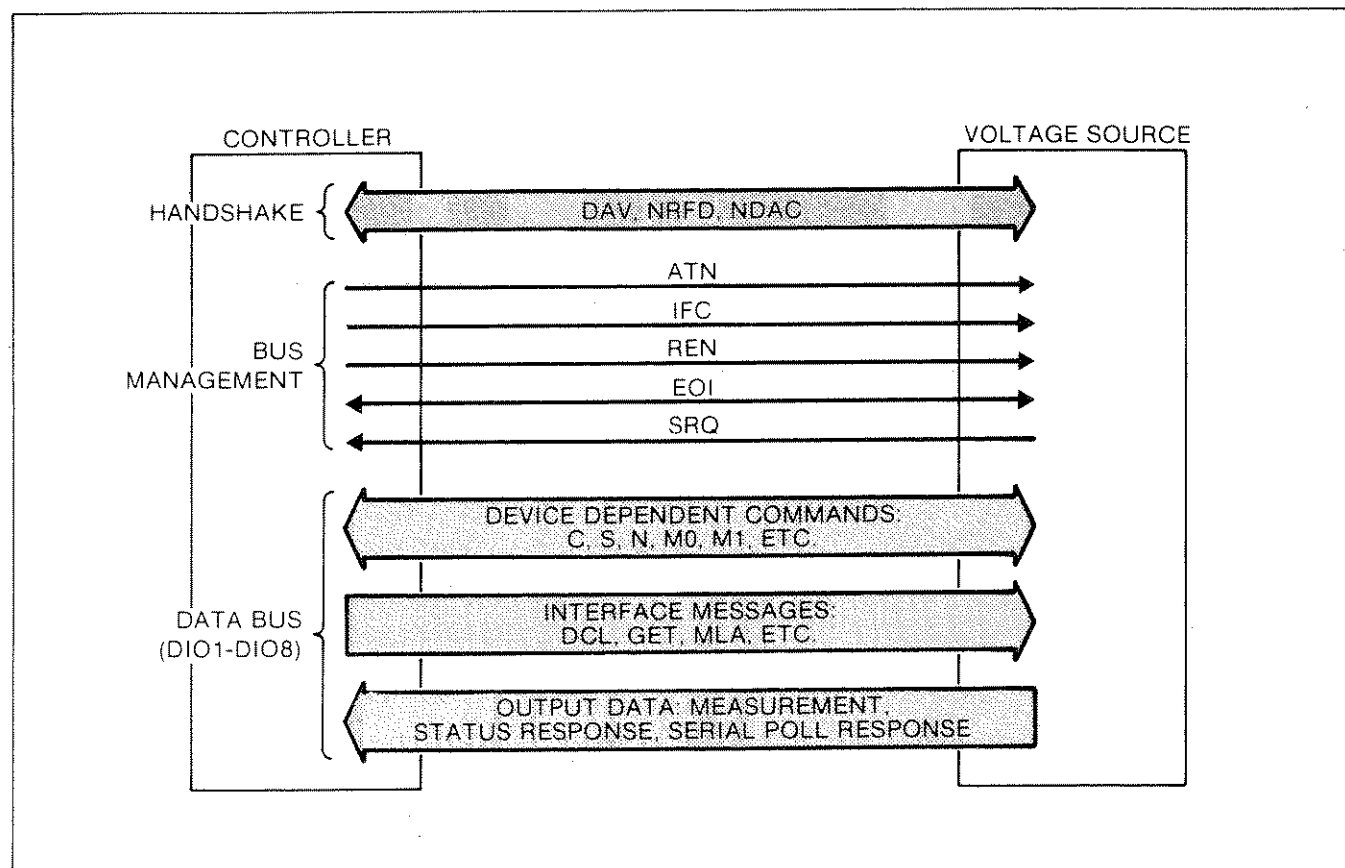 CONTROLLER
VOLTAGE SOURCE
HANDSHAKE
DAV, NRFD, NDAC
BUS
MANAGEMENT
ATN
IFC
REN
EOI
SRQ
DATA BUS
(DIO1-DIO8)
DEVICE DEPENDENT COMMANDS:
C, S, N, M0, M1, ETC.
INTERFACE MESSAGES:
DCL, GET, MLA, ETC.
OUTPUT DATA: MEASUREMENT,
STATUS RESPONSE, SERIAL POLL RESPONSE